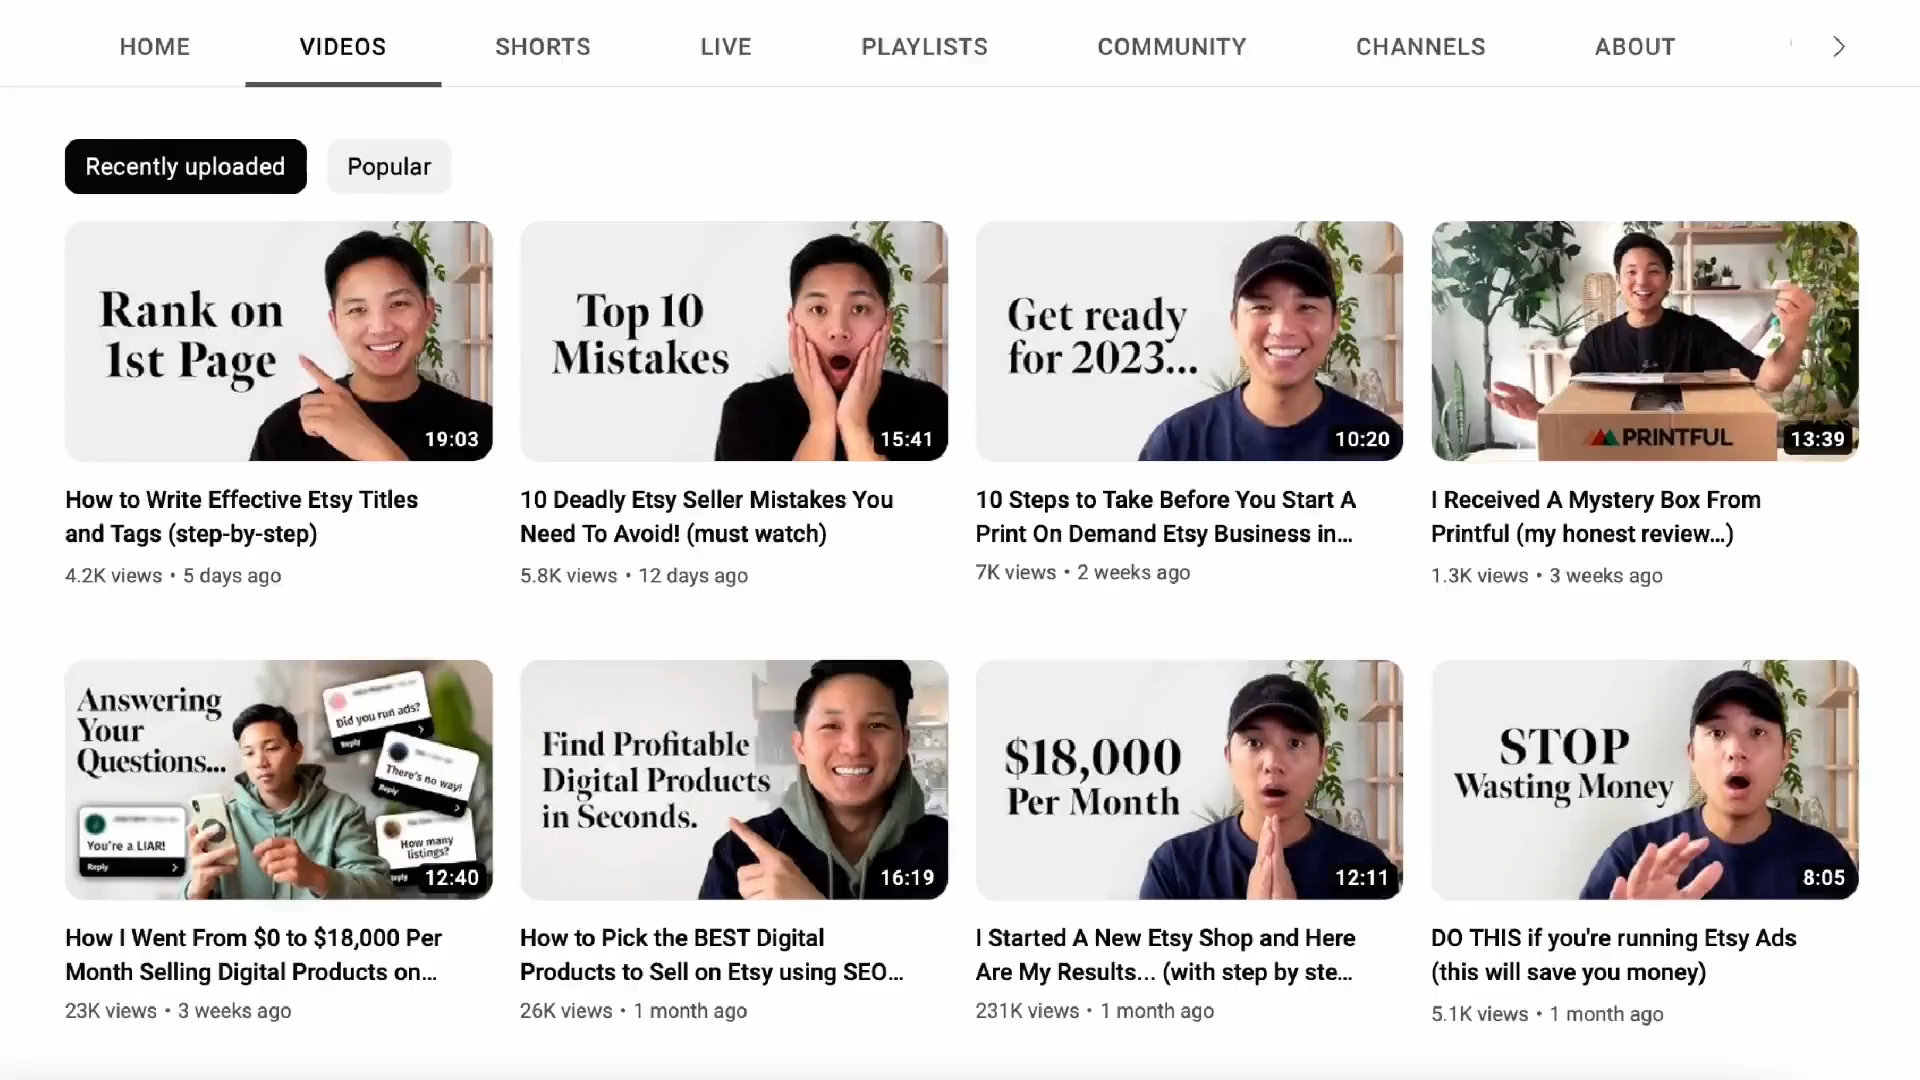 HOME
VIDEOS
SHORTS
LIVE
PLAYLISTS
COMMUNITY
CHANNELS
ABOUT
Recently uploaded
Popular
Rank on
1st Page
19:03
Top 10
Mistakes
15:41
Get ready
for 2023...
10:20
PRINTFUL
13:39
How to Write Effective Etsy Titles
and Tags (step-by-step)
4.2K views • 5 days ago
10 Deadly Etsy Seller Mistakes You
Need To Avoid! (must watch)
5.8K views • 12 days ago
10 Steps to Take Before You Start A
Print On Demand Etsy Business in...
7K views • 2 weeks ago
I Received A Mystery Box From
Printful (my honest review...)
1.3K views • 3 weeks ago
Answering
Your
Questions...
Did you run ads?
Reply
There's no way!
Reply
You're a LIAR!
Reply
How many
listings?
12:40
Find Profitable
Digital Products
in Seconds.
16:19
$18,000
Per Month
12:11
STOP
Wasting Money
8:05
How I Went From $0 to $18,000 Per
Month Selling Digital Products on...
23K views • 3 weeks ago
How to Pick the BEST Digital
Products to Sell on Etsy using SEO...
26K views • 1 month ago
I Started A New Etsy Shop and Here
Are My Results... (with step by ste...
231K views • 1 month ago
DO THIS if you're running Etsy Ads
(this will save you money)
5.1K views • 1 month ago